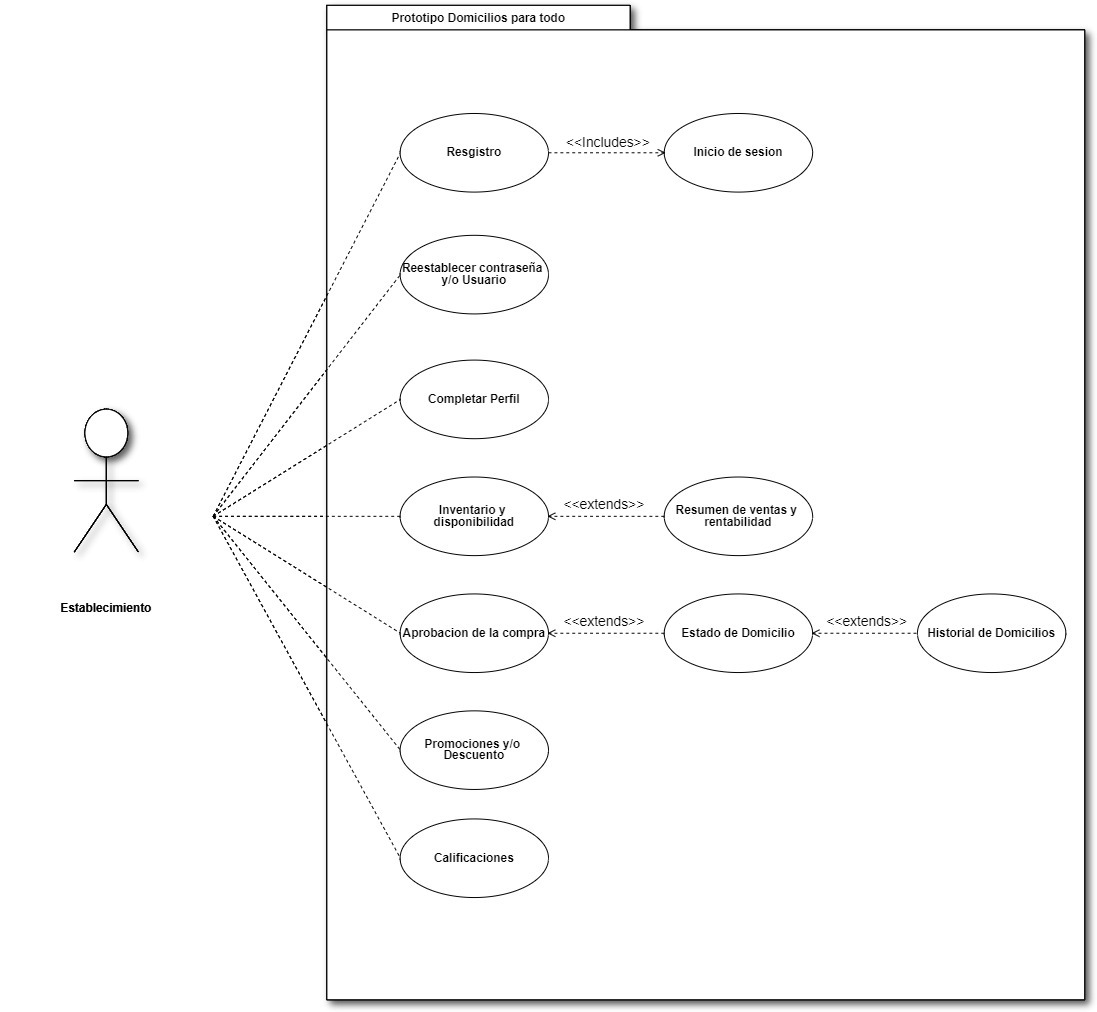 Prototipo Domicilios para todo
Resgistro
<<Includes>>
Inicio de sesion
Reestablecer contraseña
y/o Usuario
Completar Perfil
Inventario y
disponibilidad
<<extends>>
Resumen de ventas y
rentabilidad
Establecimiento
Aprobacion de la compra
<<extends>>
Estado de Domicilio
<<extends>>
Historial de Domicilios
Promociones y/o
Descuento
Calificaciones